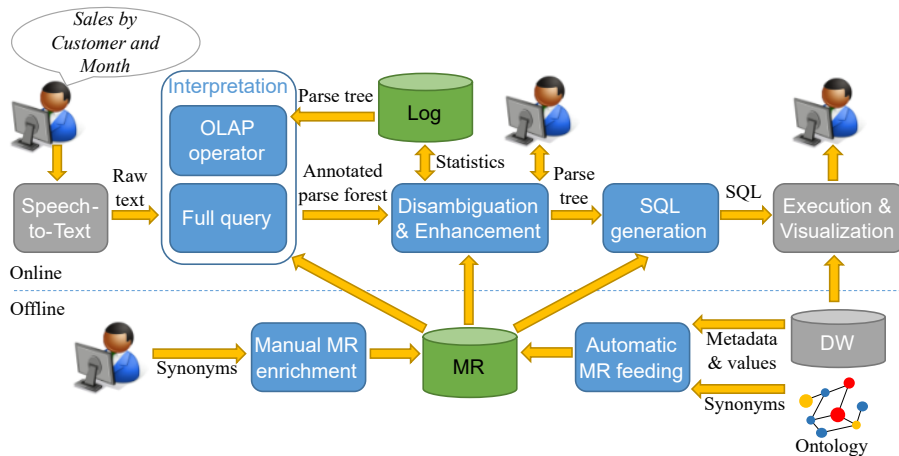 Sales by
Customer and
Month
Interpretation
OLAP
operator
Full query
Parse tree
Log
Statistics
Raw
text
Annotated
parse forest
Speech-
to-Text
Disambiguation
& Enhancement
Parse
tree
SQL
generation
SQL
Execution &
Visualization
Online
Offline
Synonyms
Manual MR
enrichment
MR
Automatic
MR feeding
Metadata
& values
DW
Synonyms
Ontology